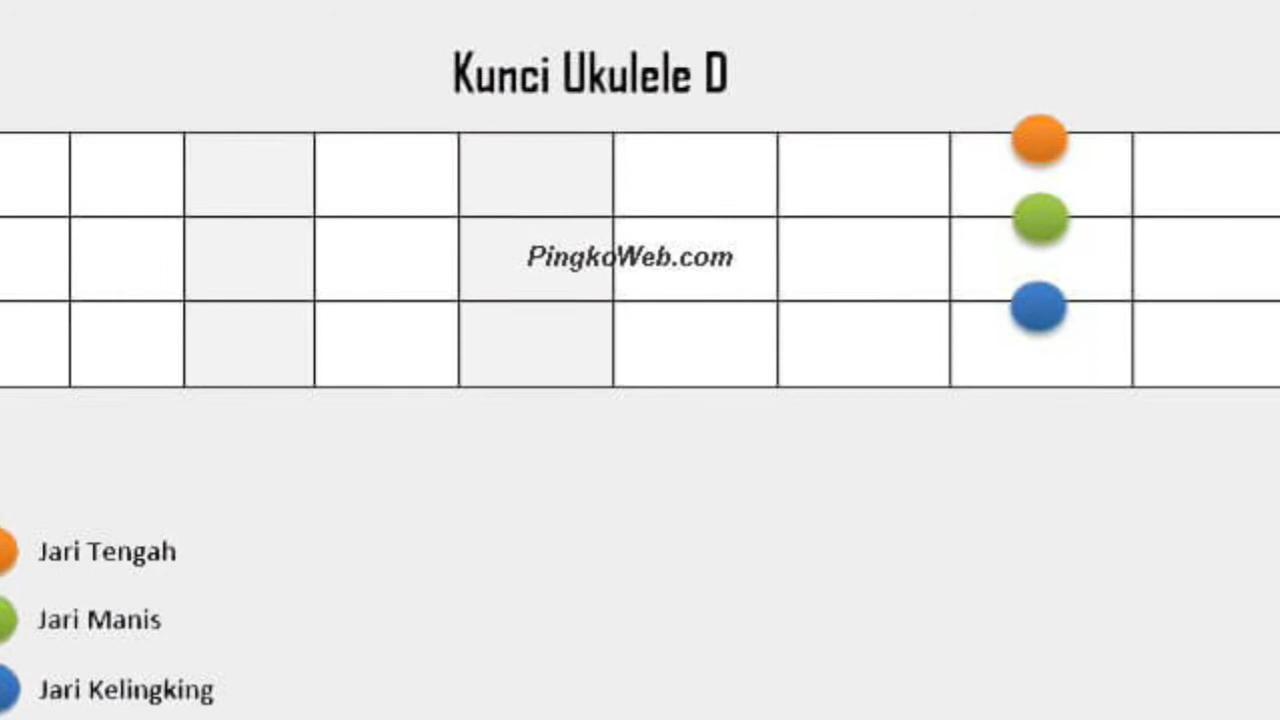 Kunci Ukulele D
PingkoWeb.com
Jari Tengah
Jari Manis
Jari Kelingking